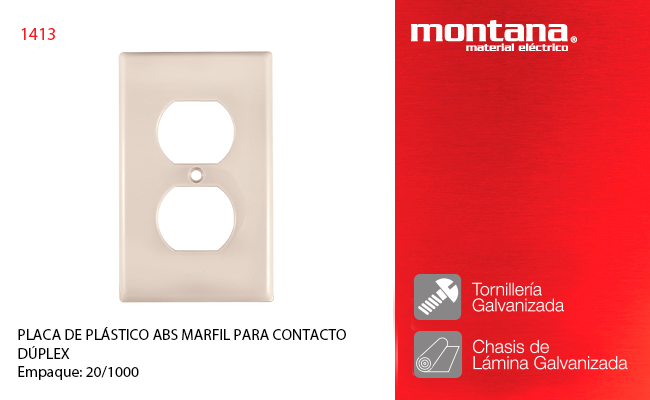 1413
PLACA DE PLÁSTICO ABS MARFIL PARA CONTACTO
DÚPLEX
Empaque: 20/1000
montana®
material eléctrico
Tornillería
Galvanizada
Chasis de
Lámina Galvanizada